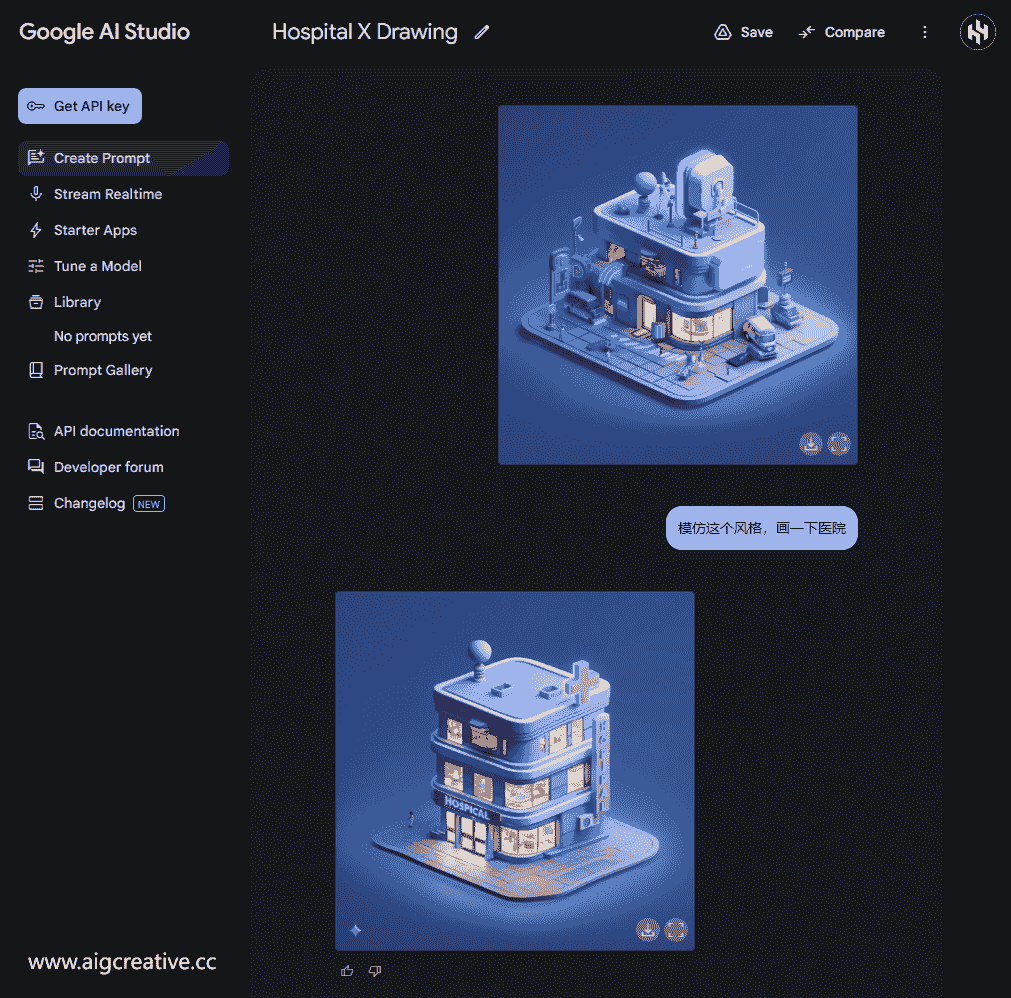 Google AI Studio
Hospital X Drawing
Save
Compare
Get API key
Create Prompt
Stream Realtime
Starter Apps
Tune a Model
Library
No prompts yet
Prompt Gallery
API documentation
Developer forum
Changelog NEW
模仿这个风格，画一下医院
HOSPICAL
www.aigcreative.cc